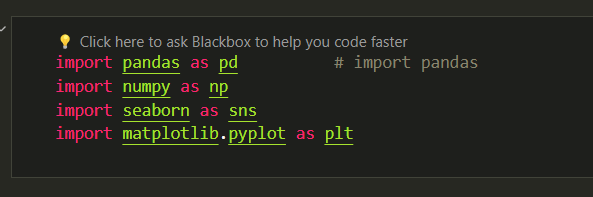 💡 Click here to ask Blackbox to help you code faster
import pandas as pd # import pandas
import numpy as np
import seaborn as sns
import matplotlib.pyplot as plt